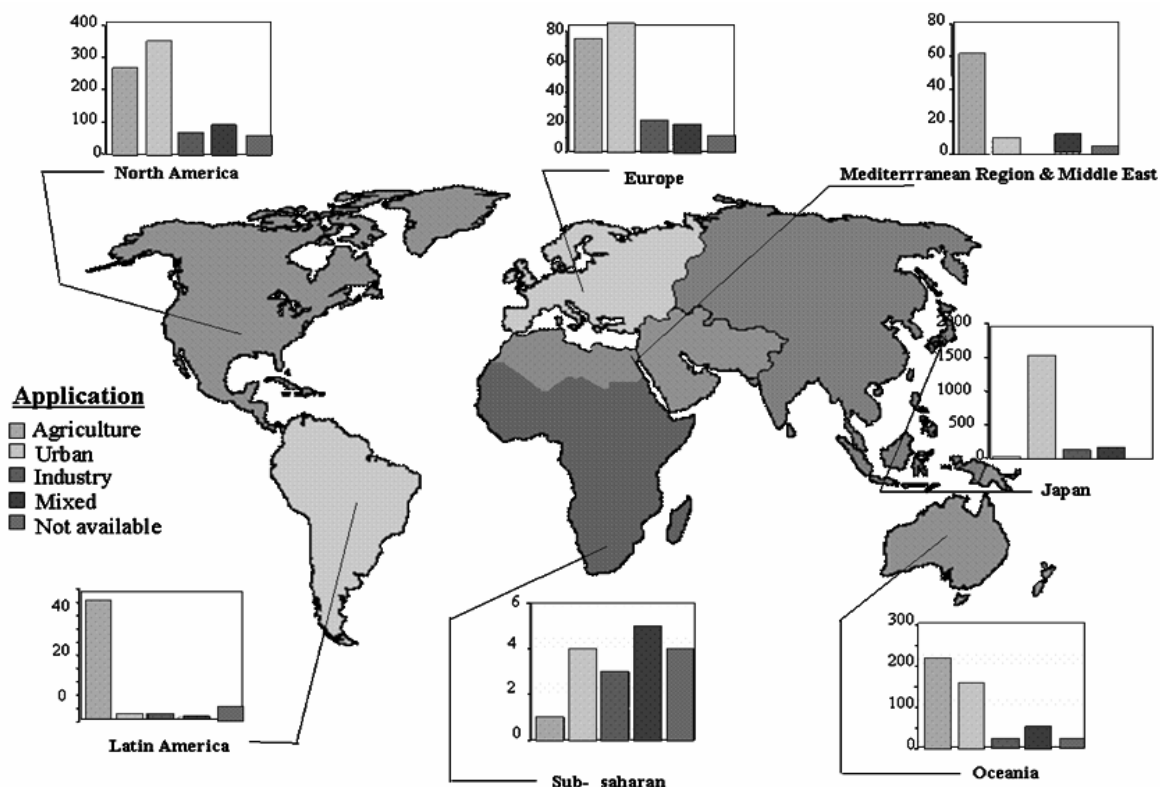 400
300
200
100
0
North America
80
60
40
20
0
Europe
80
60
40
20
0
Mediterrranean Region & Middle East
2000
1500
1000
500
0
Japan
Application
Agriculture
Urban
Industry
Mixed
Not available
40
20
0
Latin America
6
4
2
0
Sub- saharan
300
200
100
0
Oceania